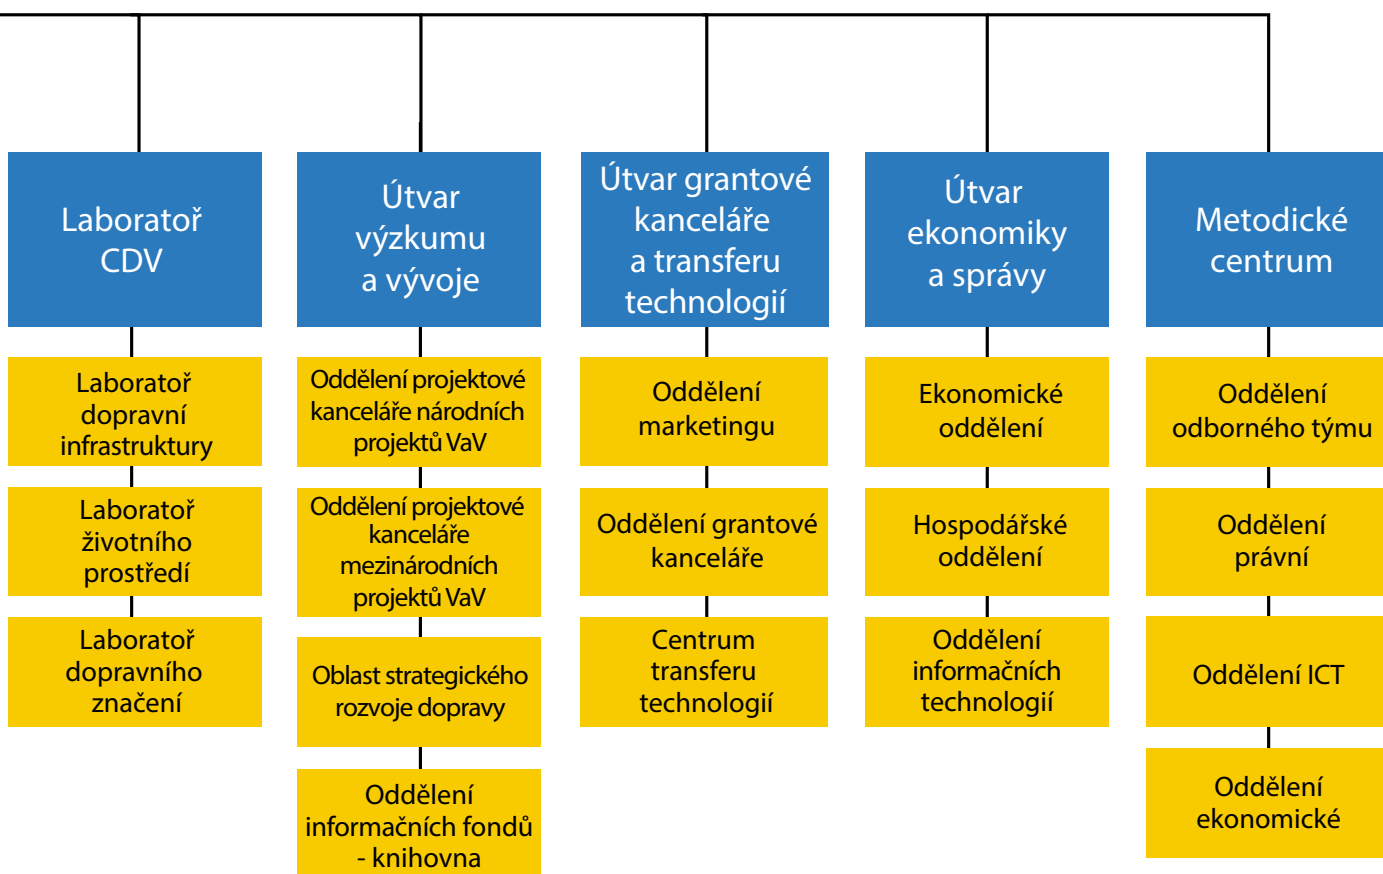 Laboratoř
CDV
Útvar
výzkumu
a vývoje
Útvar grantové
kanceláře
a transferu
technologií
Útvar
ekonomiky
a správy
Metodické
centrum
Laboratoř
dopravní
infrastruktury
Laboratoř
životního
prostředí
Laboratoř
dopravního
značení
Oddělení projektové
kanceláře národních
projektů VaV
Oddělení projektové
kanceláře
mezinárodních
projektů VaV
Oblast strategického
rozvoje dopravy
Oddělení
informačních fondů
- knihovna
Oddělení
marketingu
Oddělení grantové
kanceláře
Centrum
transferu
technologií
Ekonomické
oddělení
Hospodářské
oddělení
Oddělení
informačních
technologií
Oddělení
odborného týmu
Oddělení
právní
Oddělení ICT
Oddělení
ekonomické